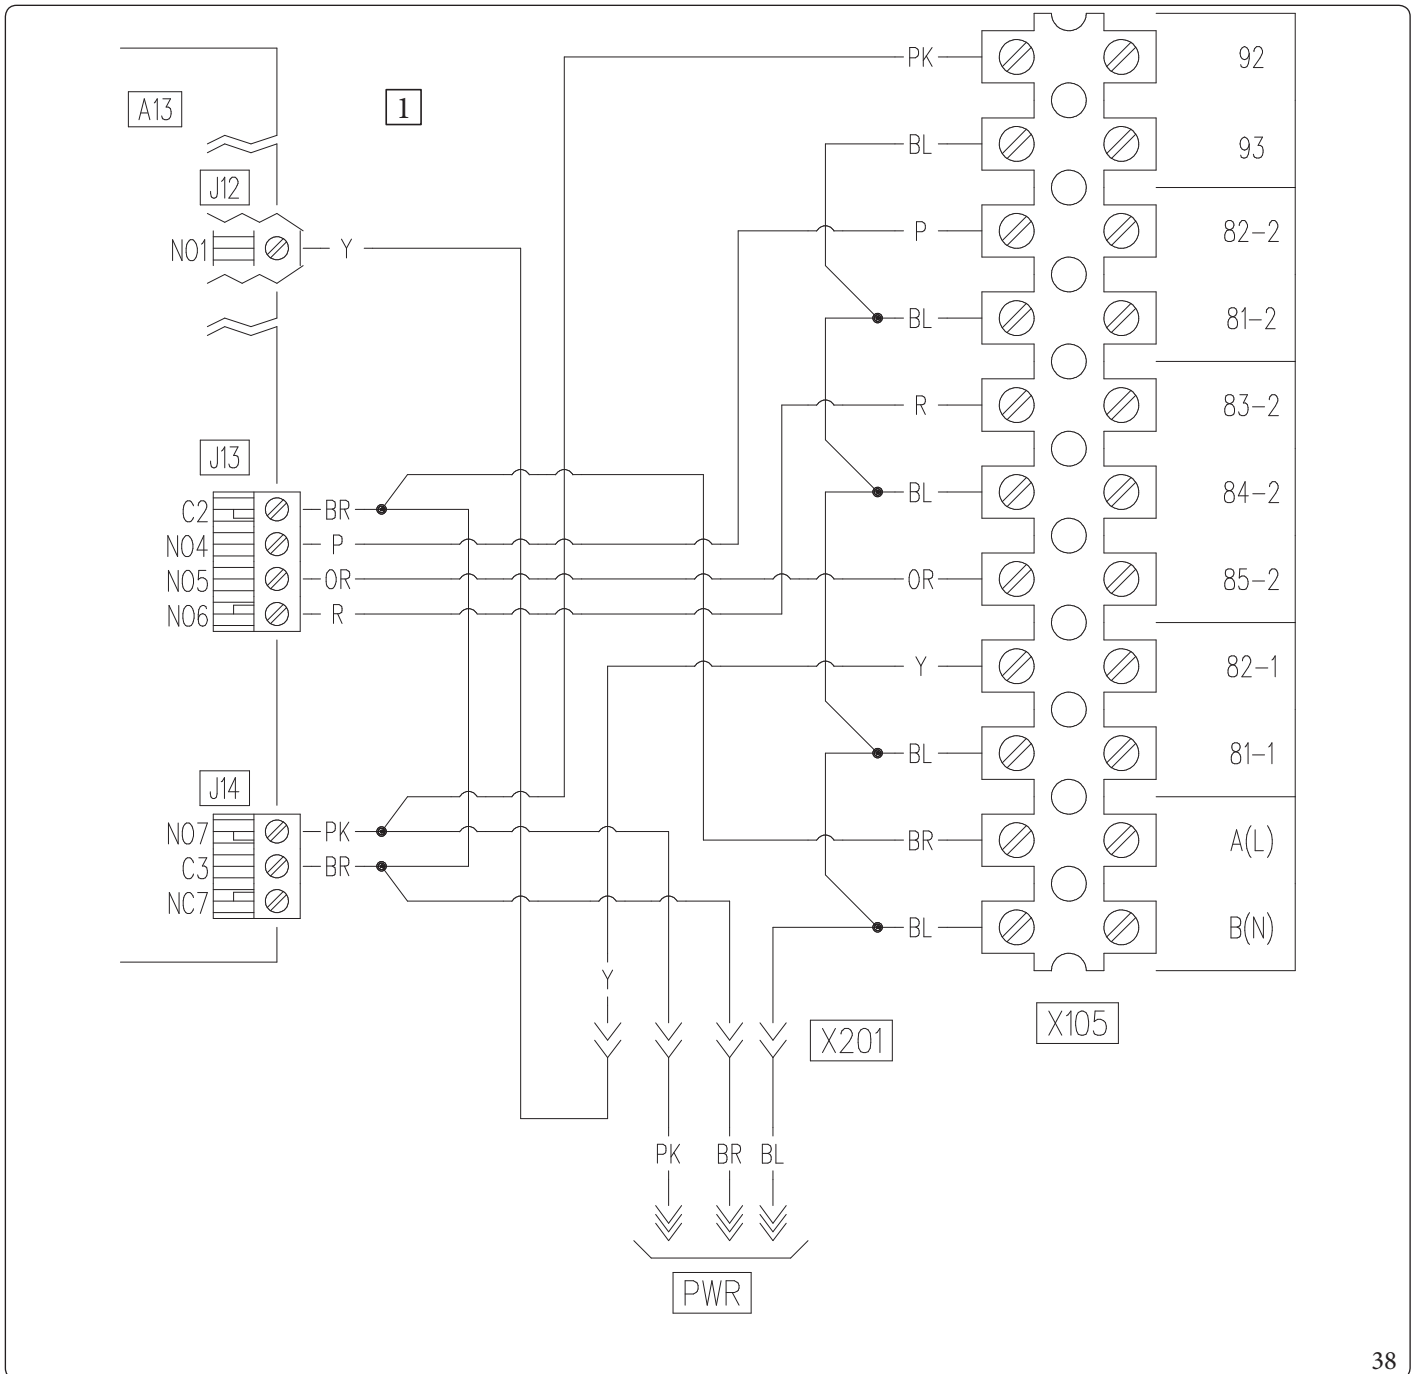 PK
92
A13
1
BL
93
J12
P
82-2
NO1
Y
BL
81-2
R
83-2
J13
BL
84-2
C2
BR
NO4
P
NO5
OR
OR
85-2
NO6
R
Y
82-1
BL
81-1
J14
NO7
PK
BR
A(L)
C3
BR
NC7
BL
B(N)
Y
X201
X105
PK
BR
BL
PWR
38